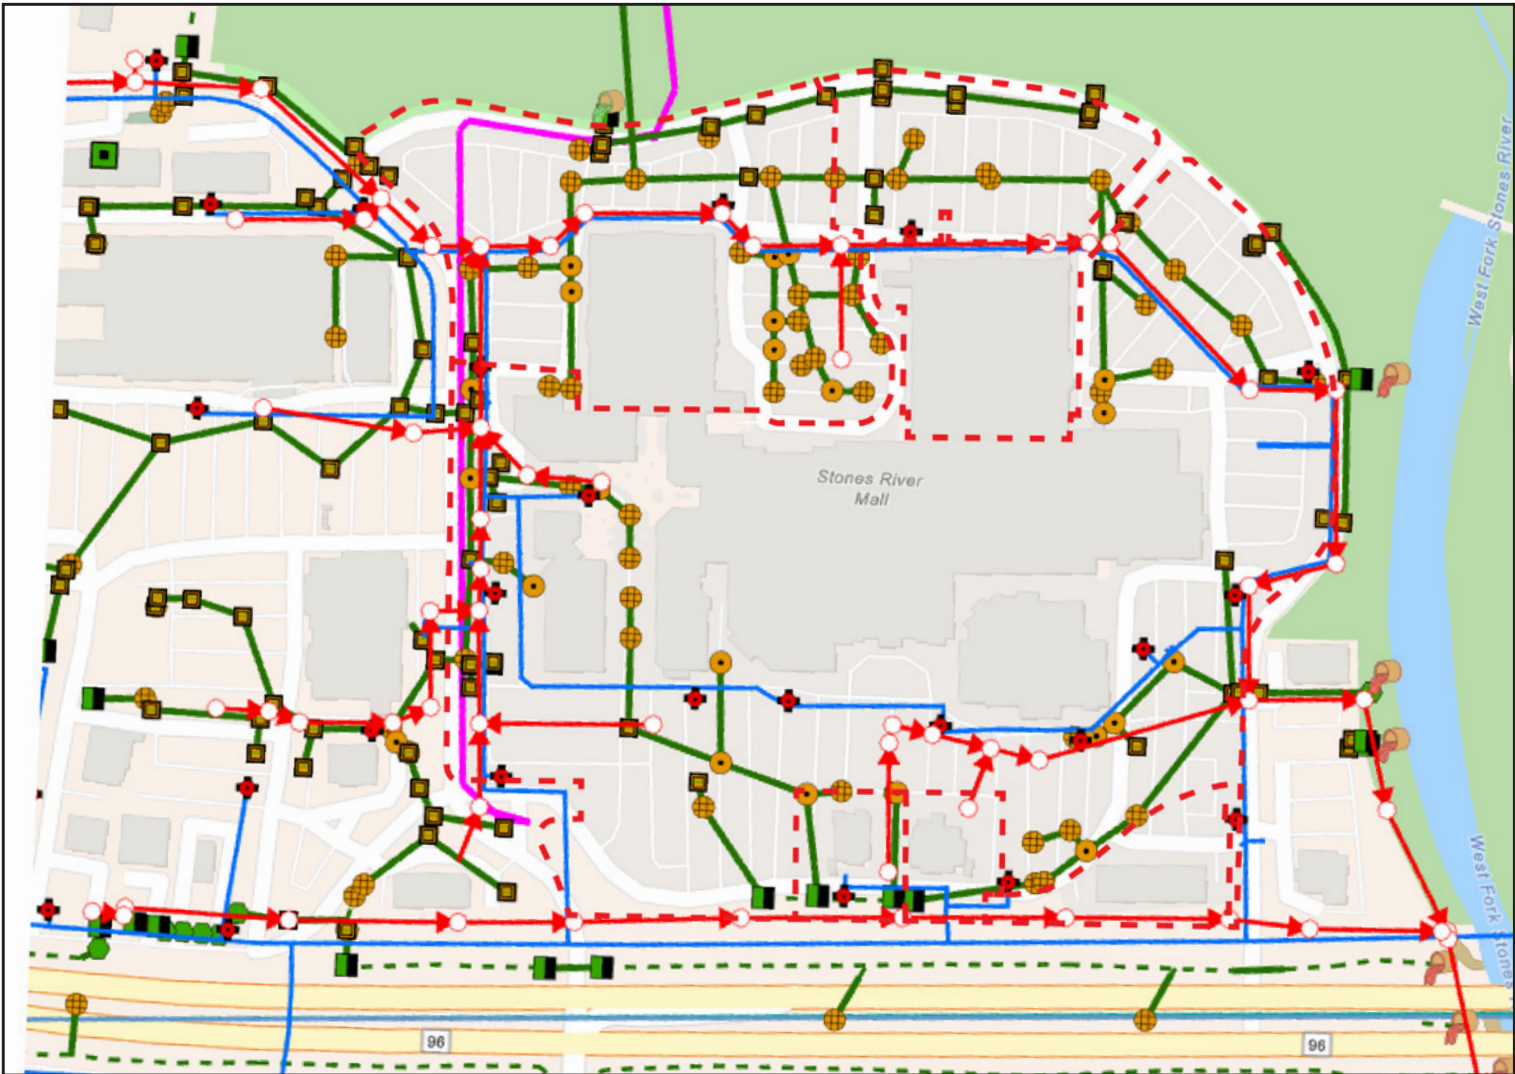 West Fork Stones River
Stones River
Mall
West Fork Stones R
96
96